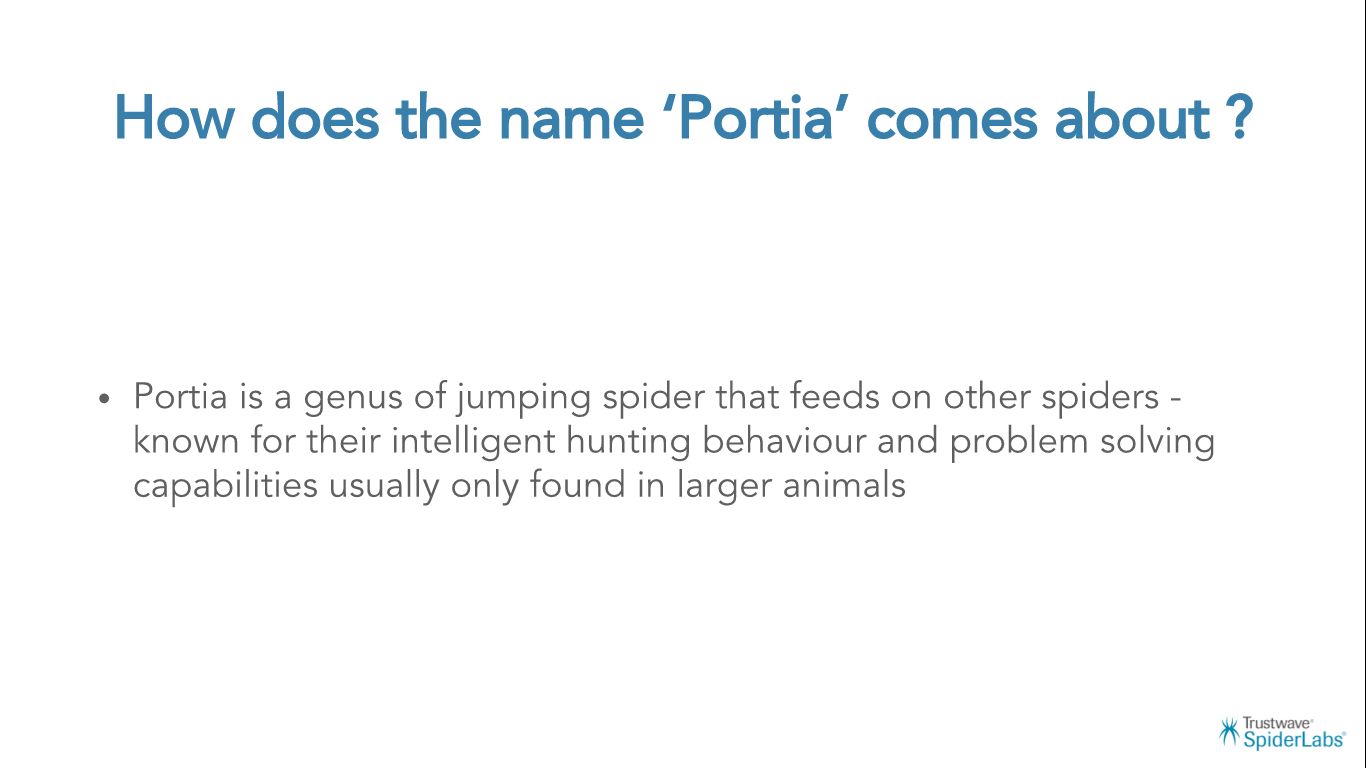 How does the name ‘Portia’ comes about ?
• Portia is a genus of jumping spider that feeds on other spiders -
known for their intelligent hunting behaviour and problem solving
capabilities usually only found in larger animals
Trustwave®
SpiderLabs®